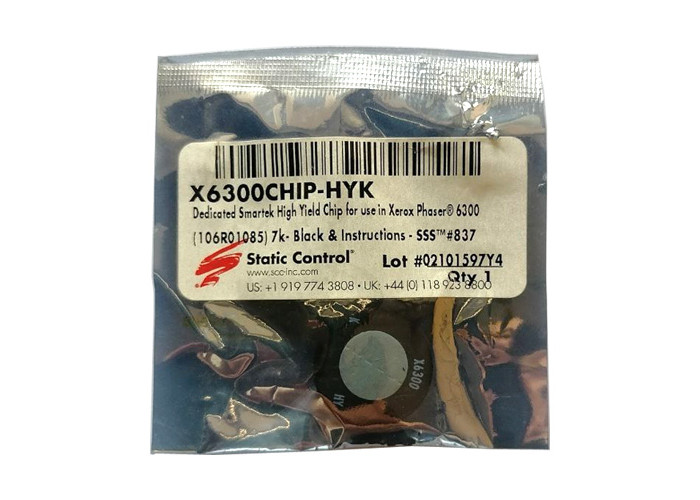 X6300CHIP-HYK
Dedicated Smartek High Yield Chip for use in Xerox Phaser® 6300
(106R01085) 7k- Black & Instructions - SSS™#837
Static Control®
Lot #02101597Y4
www.scc-inc.com
Qty 1
US: +1 919 774 3808 • UK: +44 (0) 118 923 8800
K
X6300
HY